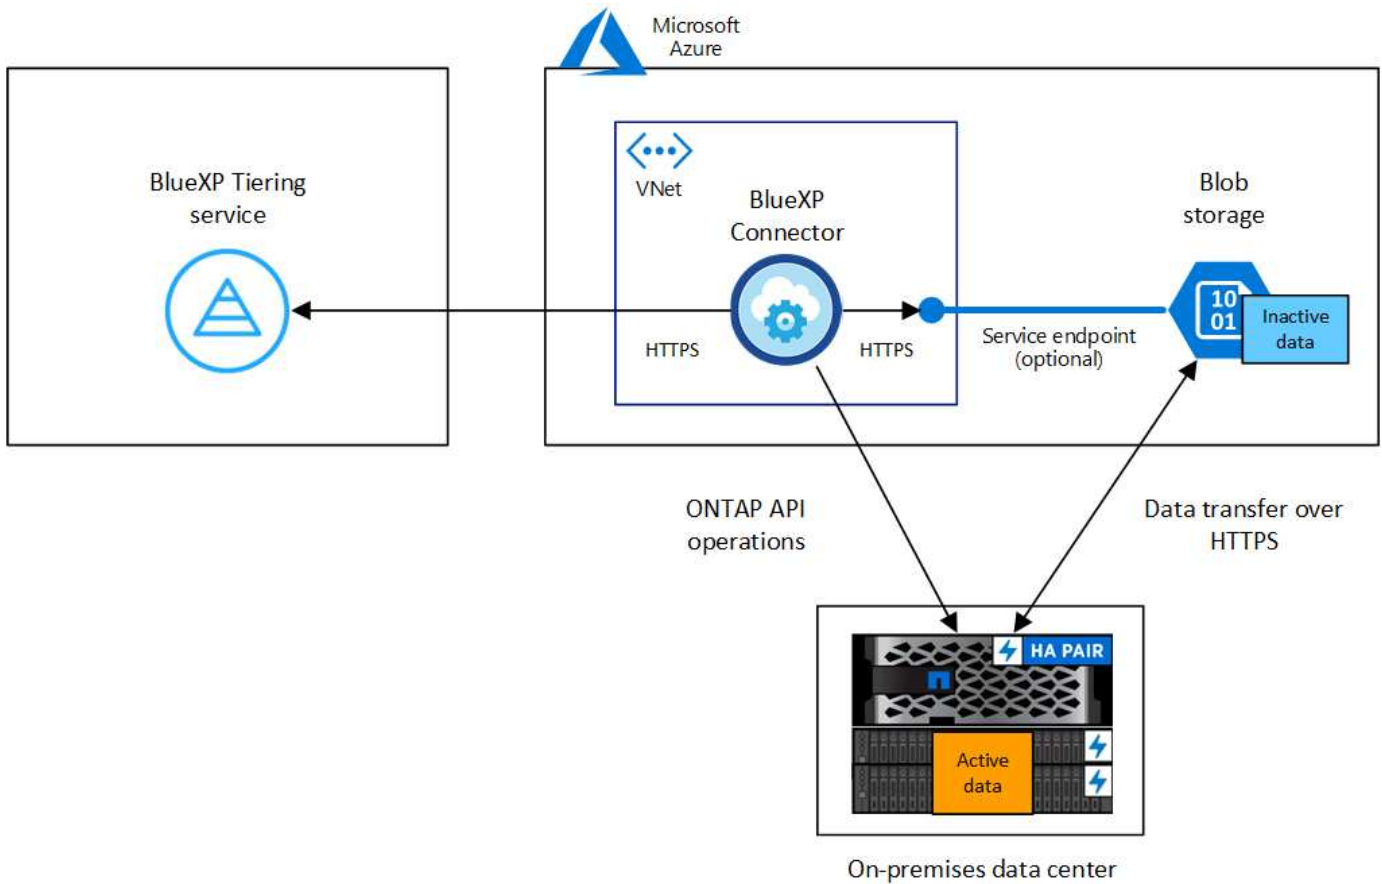 Microsoft
Azure
BlueXP Tiering
service
VNet
BlueXP
Connector
Blob
storage
10
01
Inactive
data
HTTPS
HTTPS
Service endpoint
(optional)
ONTAP API
operations
Data transfer over
HTTPS
HA PAIR
Active
data
On-premises data center